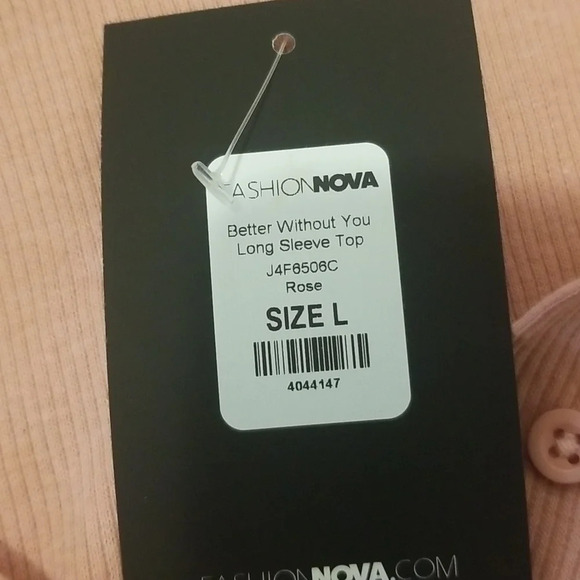 FASHIONNOVA
Better Without You
Long Sleeve Top
J4F6506C
Rose
SIZE L
4044147
FASHIONNOVA.COM